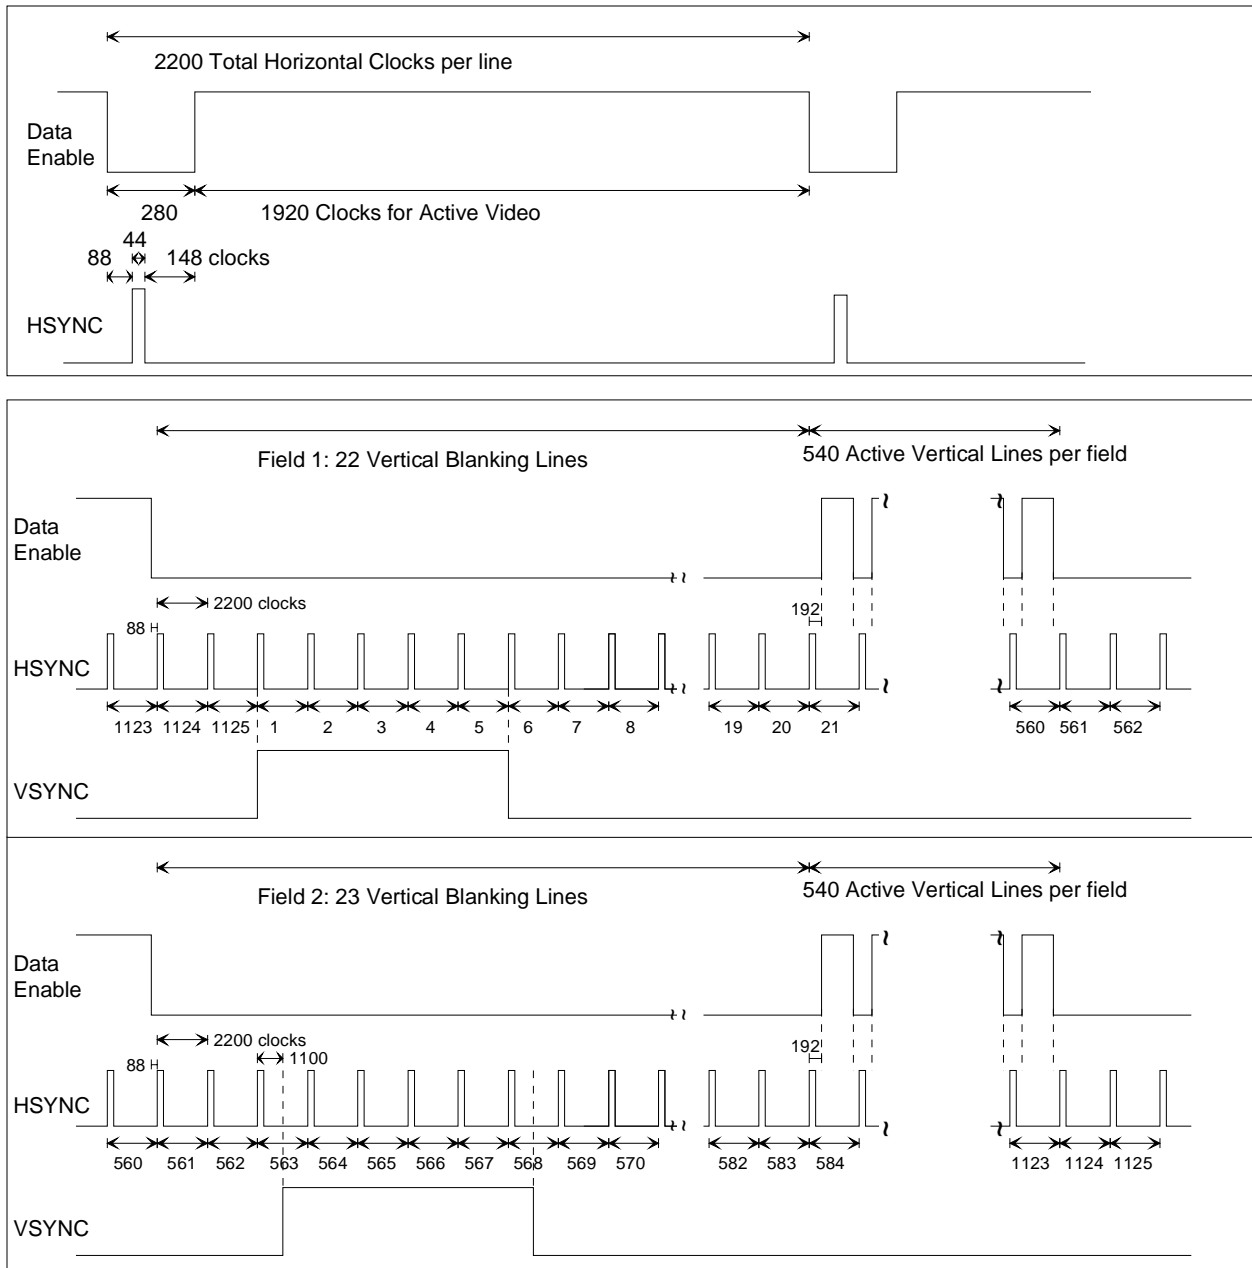 2200 Total Horizontal Clocks per line
Data
Enable
280
1920 Clocks for Active Video
44
88
148 clocks
HSYNC
Field 1: 22 Vertical Blanking Lines
540 Active Vertical Lines per field
Data
Enable
2200 clocks
192
88
HSYNC
1123 1124 1125 1 2 3 4 5 6 7 8 19 20 21 560 561 562
VSYNC
Field 2: 23 Vertical Blanking Lines
540 Active Vertical Lines per field
Data
Enable
2200 clocks
192
88
1100
HSYNC
560 561 562 563 564 565 566 567 568 569 570 582 583 584 1123 1124 1125
VSYNC